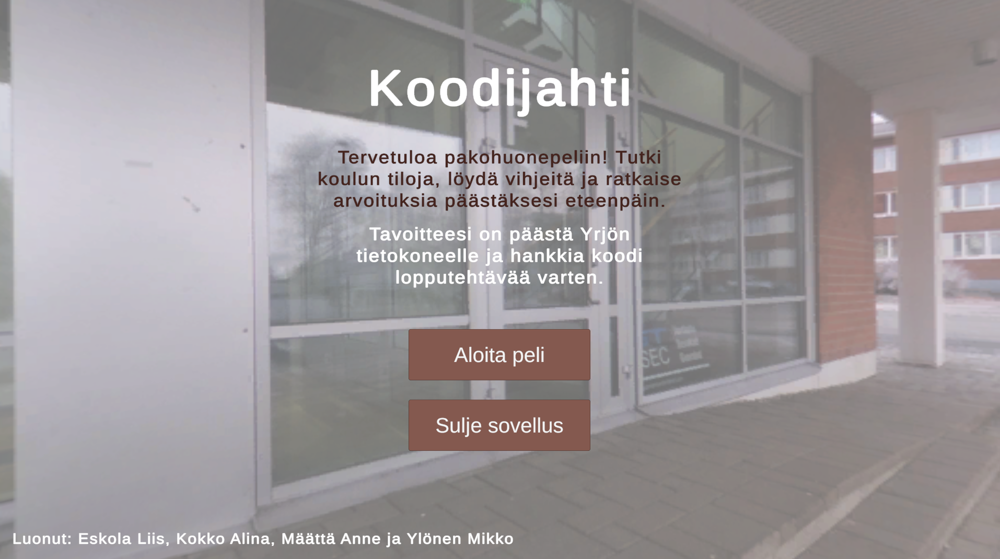 Koodijahti
F
Tervetuloa pakohuonepeliin! Tutki
koulun tiloja, löydä vihjeitä ja ratkaise
arvoituksia päästäksesi eteenpäin.
Tavoitteesi on päästä Yrjön
tietokoneelle ja hankkia koodi
lopputehtävää varten.
SEC
Aloita peli
Sulje sovellus
Luonut: Eskola Liis, Kokko Alina, Määttä Anne ja Ylönen Mikko